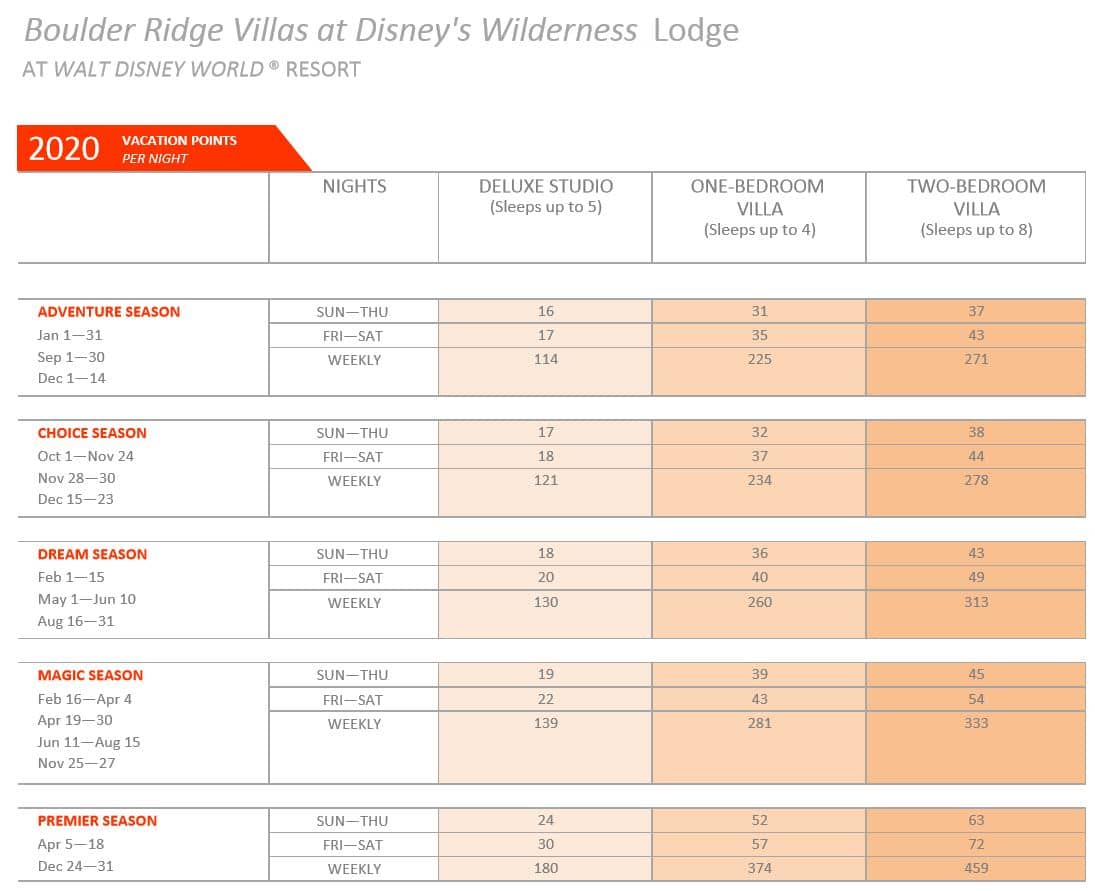 Boulder Ridge Villas at Disney's Wilderness Lodge
AT WALT DISNEY WORLD ® RESORT
2020 VACATION POINTS
PER NIGHT
NIGHTS DELUXE STUDIO ONE-BEDROOM TWO-BEDROOM
(Sleeps up to 5) VILLA VILLA
(Sleeps up to 4) (Sleeps up to 8)
ADVENTURE SEASON SUN—THU 16 31 37
Jan 1—31 FRI—SAT 17 35 43
Sep 1—30 WEEKLY 114 225 271
Dec 1—14
CHOICE SEASON SUN—THU 17 32 38
Oct 1—Nov 24 FRI—SAT 18 37 44
Nov 28—30 WEEKLY 121 234 278
Dec 15—23
DREAM SEASON SUN—THU 18 36 43
Feb 1—15 FRI—SAT 20 40 49
May 1—Jun 10 WEEKLY 130 260 313
Aug 16—31
MAGIC SEASON SUN—THU 19 39 45
Feb 16—Apr 4 FRI—SAT 22 43 54
Apr 19—30 WEEKLY 139 281 333
Jun 11—Aug 15
Nov 25—27
PREMIER SEASON SUN—THU 24 52 63
Apr 5—18 FRI—SAT 30 57 72
Dec 24—31 WEEKLY 180 374 459